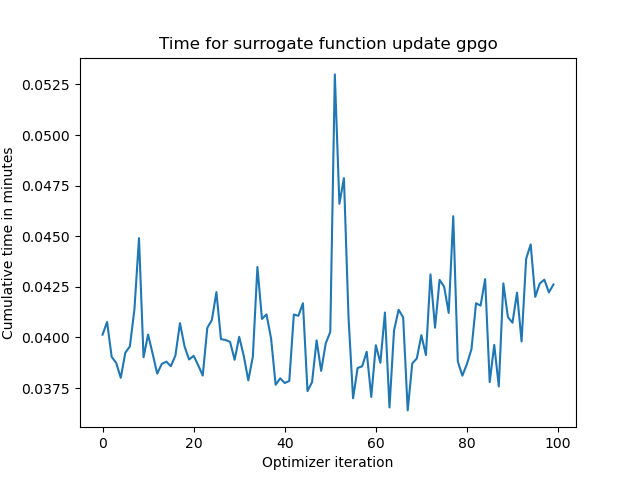 Time for surrogate function update gpgo
Cumulative time in minutes
0.0525
0.0500
0.0475
0.0450
0.0425
0.0400
0.0375
0 20 40 60 80 100
Optimizer iteration